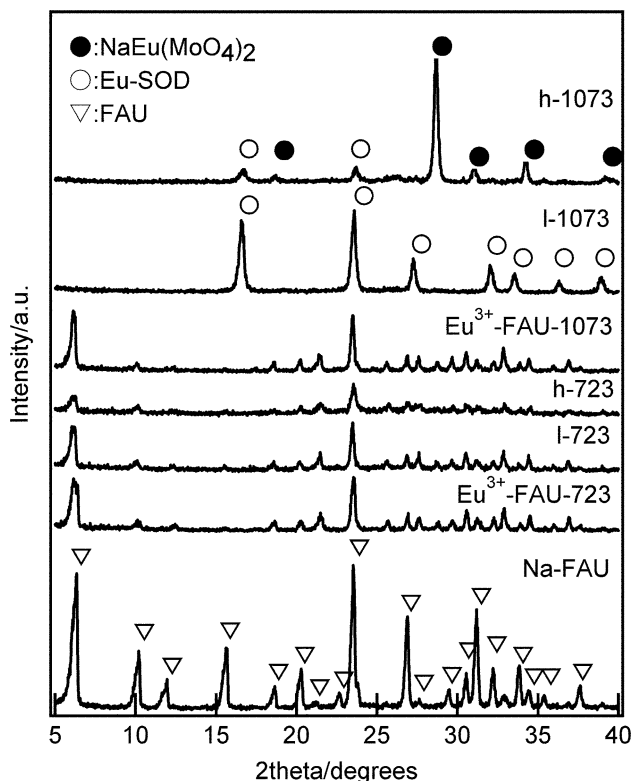 ●:NaEu(MoO₄)₂
○:Eu-SOD
▽:FAU
h-1073
l-1073
Eu³⁺-FAU-1073
h-723
l-723
Eu³⁺-FAU-723
Na-FAU
Intensity/a.u.
5 10 15 20 25 30 35 40
2theta/degrees